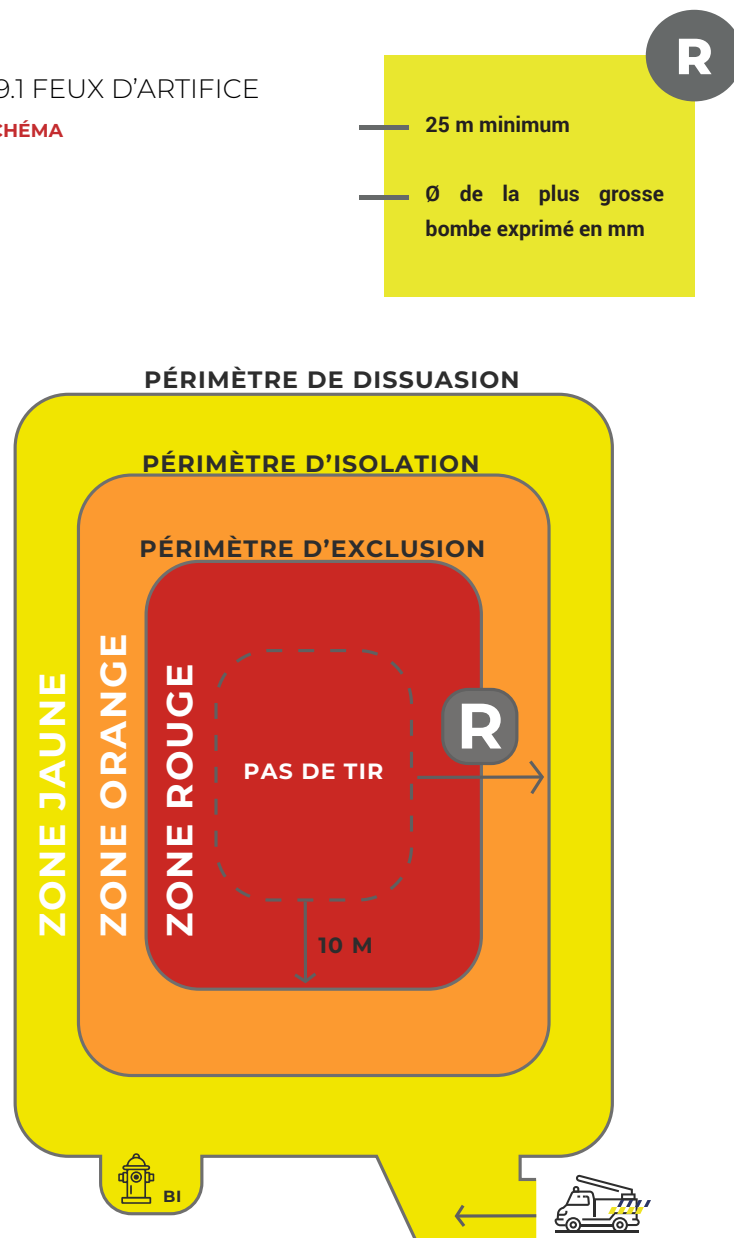 9.1 FEUX D'ARTIFICE
CHÉMA
R
25 m minimum
Ø de la plus grosse
bombe exprimé en mm
PÉRIMÈTRE DE DISSUASION
PÉRIMÈTRE D'ISOLATION
PÉRIMÈTRE D'EXCLUSION
ZONE JAUNE
ZONE ORANGE
ZONE ROUGE
PAS DE TIR
R
10 M
BI